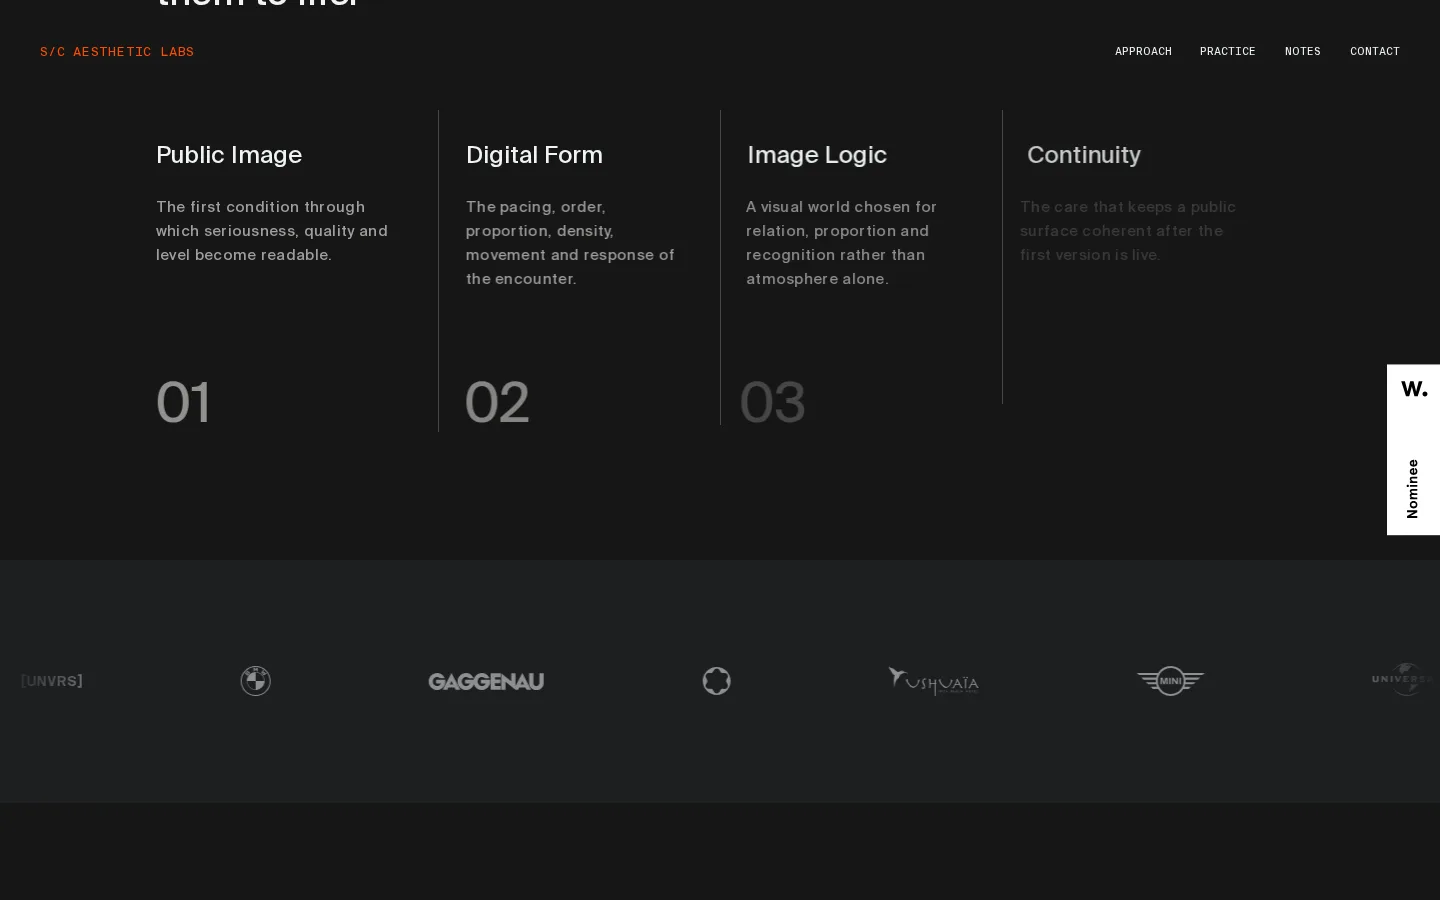 S/C AESTHETIC LABS
APPROACH PRACTICE NOTES CONTACT
Public Image
The first condition through
which seriousness, quality and
level become readable.
01
Digital Form
The pacing, order,
proportion, density,
movement and response of
the encounter.
02
Image Logic
A visual world chosen for
relation, proportion and
recognition rather than
atmosphere alone.
03
Continuity
The care that keeps a public
surface coherent after the
first version is live.
W.
Nominee
[UNVRS]
BMW
GAGGENAU
USHUAÏA
MINI